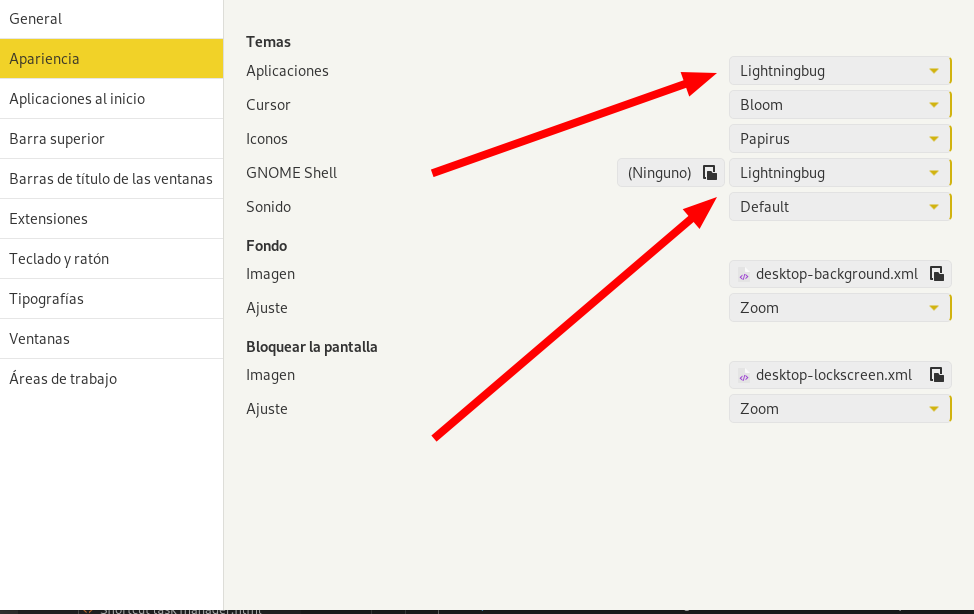 General
Apariencia
Aplicaciones al inicio
Barra superior
Barras de título de las ventanas
Extensiones
Teclado y ratón
Tipografías
Ventanas
Áreas de trabajo
Temas
Aplicaciones Lightningbug
Cursor Bloom
Iconos Papirus
GNOME Shell (Ninguno) Lightningbug
Sonido Default
Fondo
Imagen desktop-background.xml
Ajuste Zoom
Bloquear la pantalla
Imagen desktop-lockscreen.xml
Ajuste Zoom